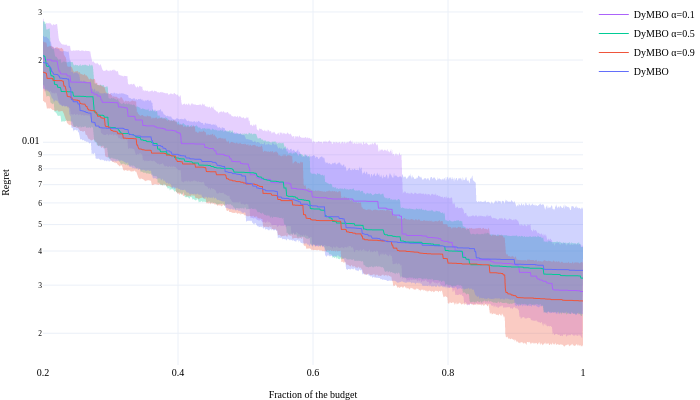 3
2
0.01
9
8
7
6
5
4
3
2
Regret
0.2
0.4
0.6
0.8
1
Fraction of the budget
DyMBO α=0.1
DyMBO α=0.5
DyMBO α=0.9
DyMBO